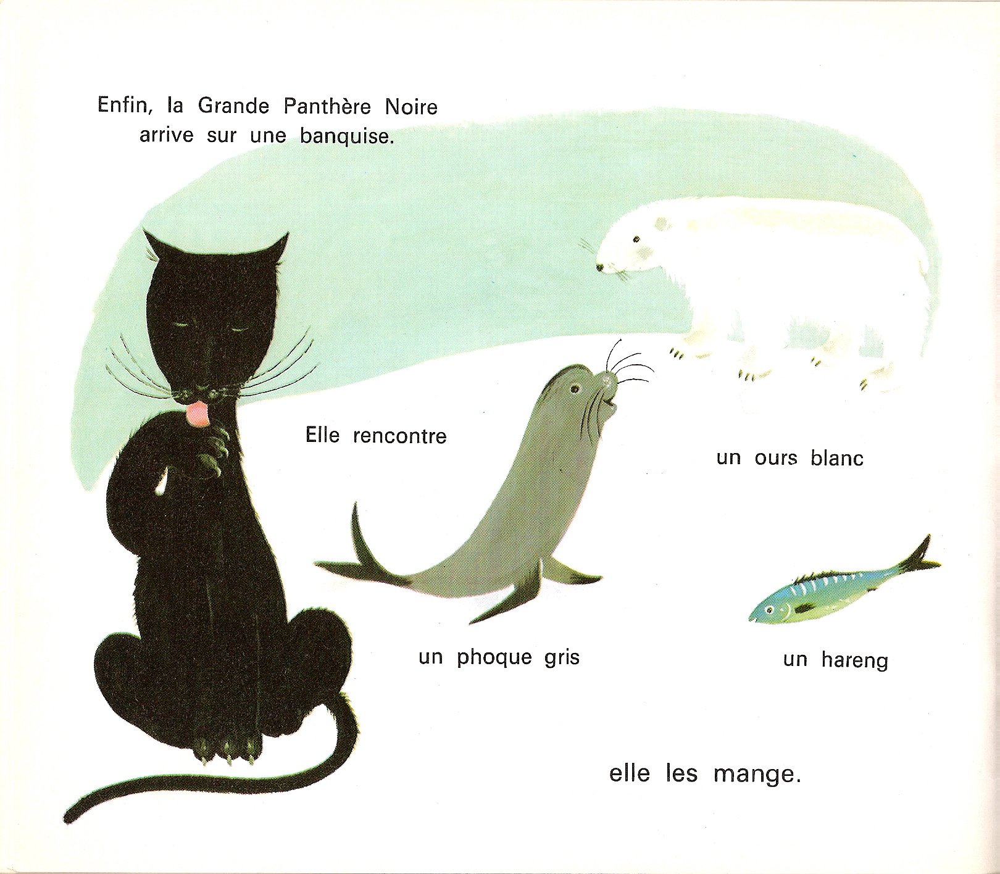 Enfin, la Grande Panthère Noire
arrive sur une banquise.
Elle rencontre
un phoque gris
un ours blanc
un hareng
elle les mange.